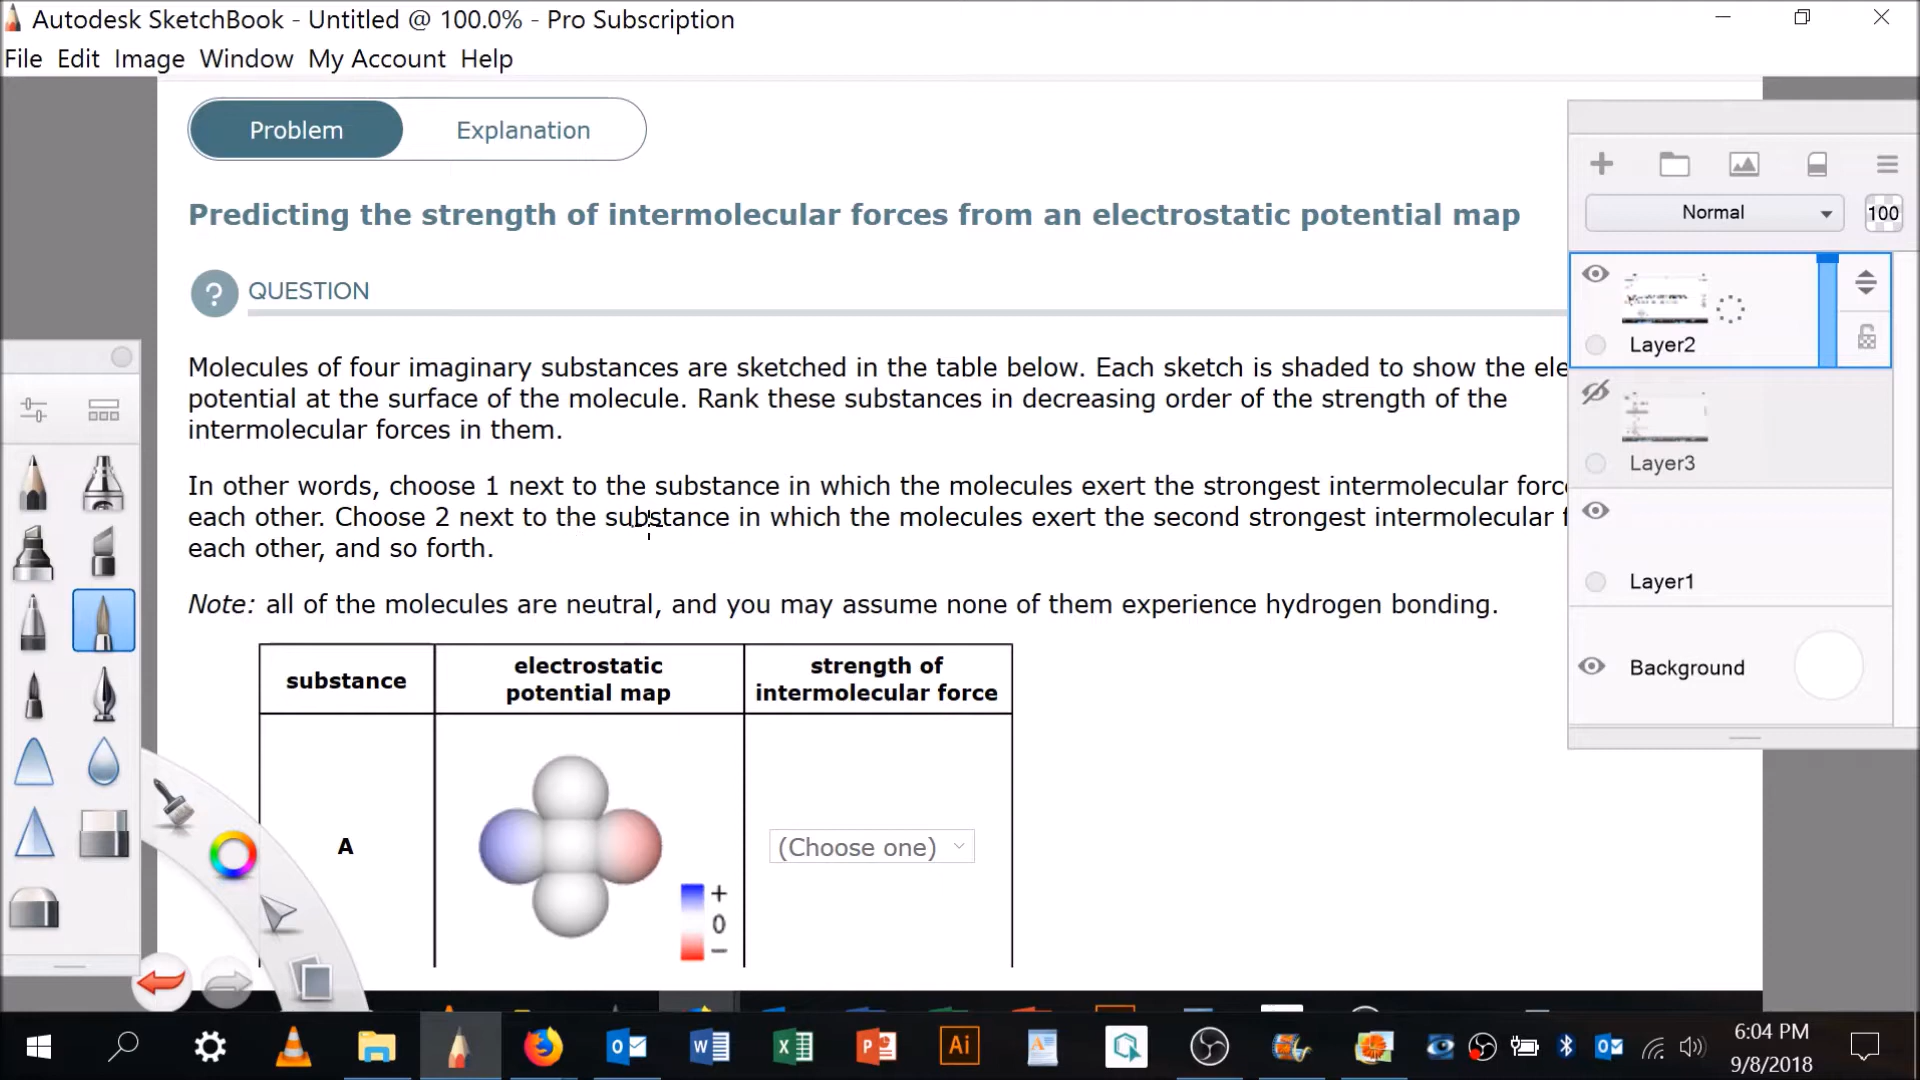 Autodesk SketchBook - Untitled @ 100.0% - Pro Subscription
File Edit Image Window My Account Help
Problem
Explanation
Predicting the strength of intermolecular forces from an electrostatic potential map
? QUESTION
Molecules of four imaginary substances are sketched in the table below. Each sketch is shaded to show the ele
potential at the surface of the molecule. Rank these substances in decreasing order of the strength of the
intermolecular forces in them.
In other words, choose 1 next to the substance in which the molecules exert the strongest intermolecular forc
each other. Choose 2 next to the substance in which the molecules exert the second strongest intermolecular f
each other, and so forth.
Note: all of the molecules are neutral, and you may assume none of them experience hydrogen bonding.
substance
electrostatic
potential map
strength of
intermolecular force
A
+
0
−
(Choose one)
Normal
100
Layer2
Layer3
Layer1
Background
Ai
6:04 PM
9/8/2018